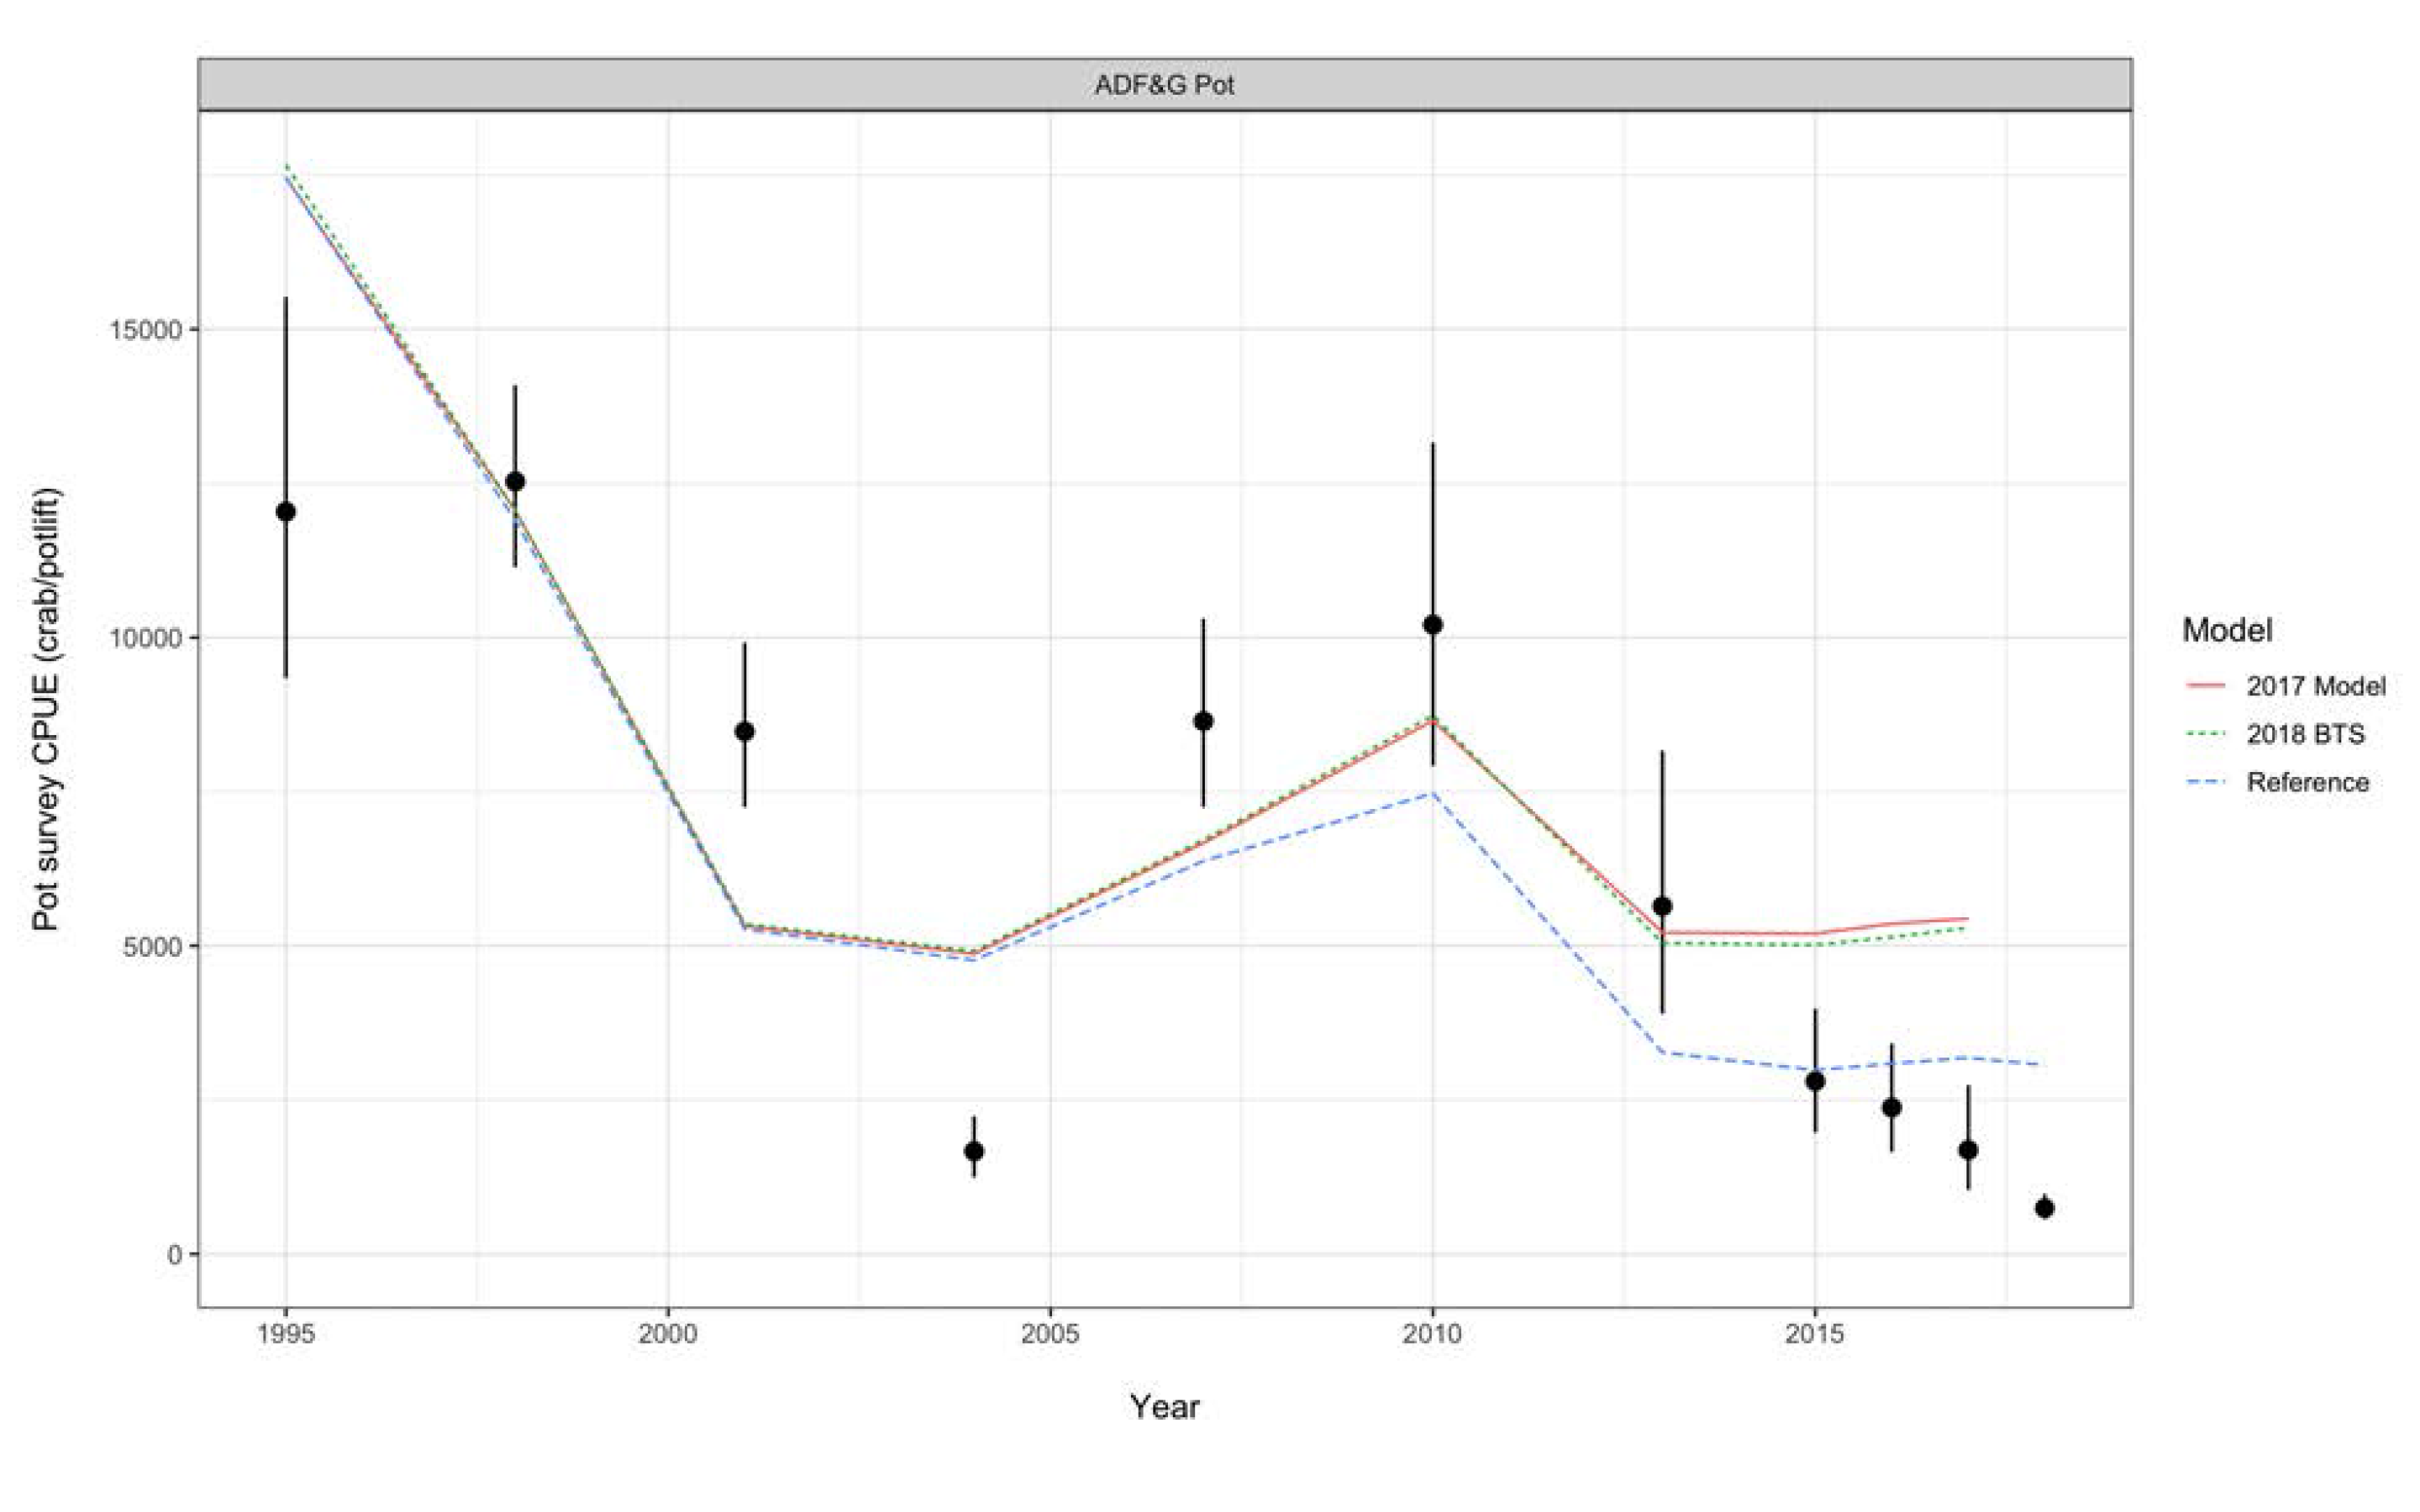 ADF&G Pot
Pot survey CPUE (crab/potlift)
15000
10000
5000
0
1995
2000
2005
2010
2015
Year
Model
2017 Model
2018 BTS
Reference